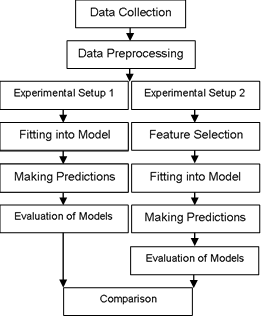 Data Collection
Data Preprocessing
Experimental Setup 1
Experimental Setup 2
Fitting into Model
Feature Selection
Making Predictions
Fitting into Model
Evaluation of Models
Making Predictions
Evaluation of Models
Comparison